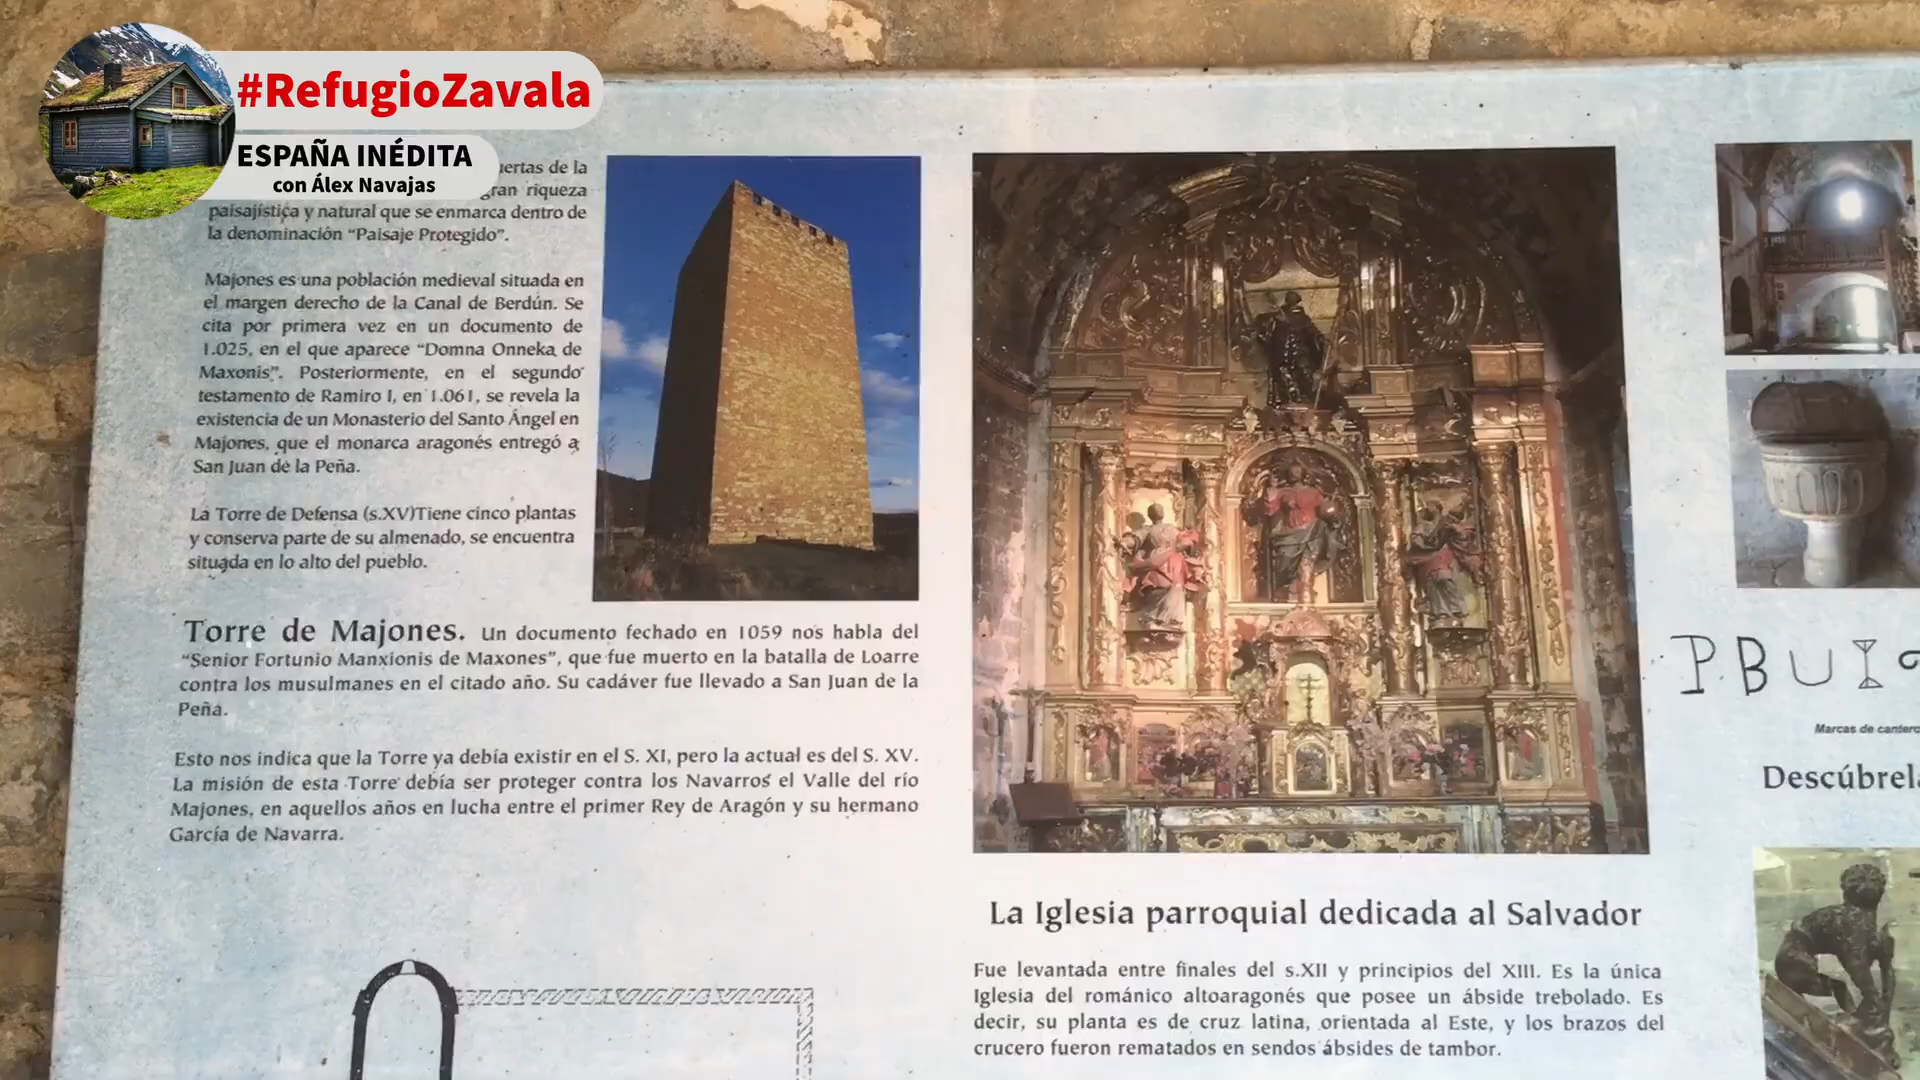 #RefugioZavala
ESPAÑA INÉDITA
con Álex Navajas
de la
gran riqueza
paisajística y natural que se enmarca dentro de
la denominación “Paisaje Protegido”.
Majones es una población medieval situada en
el margen derecho de la Canal de Berdún. Se
cita por primera vez en un documento de
1.025, en el que aparece “Domna Onneka de
Maxonis”. Posteriormente, en el segundo
testamento de Ramiro I, en 1.061, se revela la
existencia de un Monasterio del Santo Ángel en
Majones, que el monarca aragonés entregó a
San Juan de la Peña.
La Torre de Defensa (s.XV)Tiene cinco plantas
y conserva parte de su almenado, se encuentra
situada en lo alto del pueblo.
Torre de Majones. Un documento fechado en 1059 nos habla del
“Senior Fortunio Manxionis de Maxones”, que fue muerto en la batalla de Loarre
contra los musulmanes en el citado año. Su cadáver fue llevado a San Juan de la
Peña.
Esto nos indica que la Torre ya debía existir en el S. XI, pero la actual es del S. XV.
La misión de esta Torre debía ser proteger contra los Navarros el Valle del río
Majones, en aquellos años en lucha entre el primer Rey de Aragón y su hermano
García de Navarra.
La Iglesia parroquial dedicada al Salvador
Fue levantada entre finales del s.XII y principios del XIII. Es la única
Iglesia del románico altoaragonés que posee un ábside trebolado. Es
decir, su planta es de cruz latina, orientada al Este, y los brazos del
crucero fueron rematados en sendos ábsides de tambor.
P B U
Marcas de cantero
Descúbrela